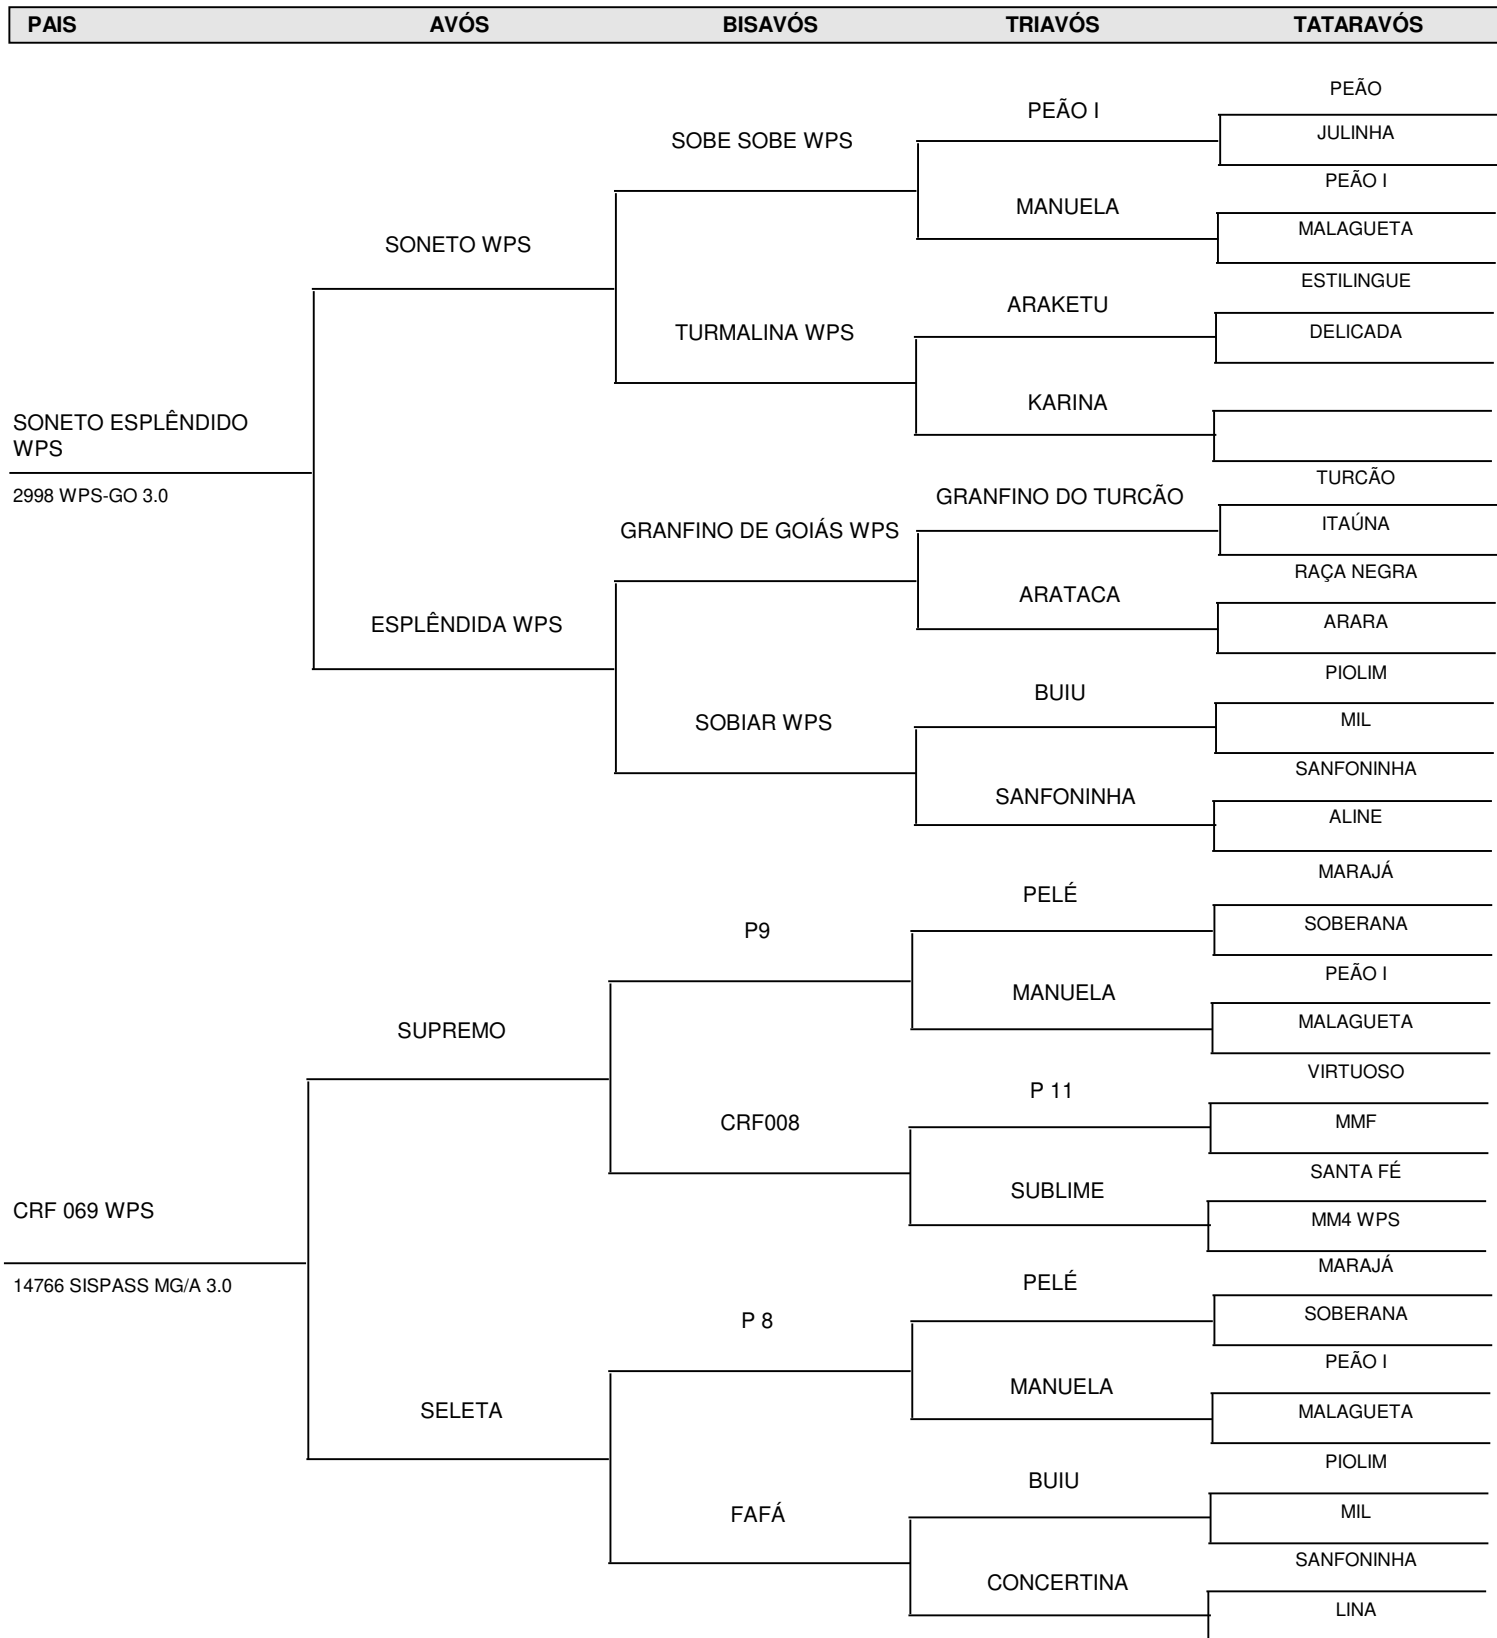 PAIS AVÓS BISAVÓS TRIAVÓS TATARAVÓS
PEÃO
PEÃO I
JULINHA
SOBE SOBE WPS
PEÃO I
MANUELA
MALAGUETA
SONETO WPS
ESTILINGUE
ARAKETU
DELICADA
TURMALINA WPS
KARINA
SONETO ESPLÊNDIDO
WPS
2998 WPS-GO 3.0
TURCÃO
GRANFINO DO TURCÃO
ITAÚNA
GRANFINO DE GOIÁS WPS
RAÇA NEGRA
ARATACA
ARARA
ESPLÊNDIDA WPS
PIOLIM
BUIU
MIL
SOBIAR WPS
SANFONINHA
SANFONINHA
ALINE
MARAJÁ
PELÉ
SOBERANA
P9
PEÃO I
MANUELA
MALAGUETA
SUPREMO
VIRTUOSO
P 11
MMF
CRF008
SANTA FÉ
SUBLIME
MM4 WPS
CRF 069 WPS
14766 SISPASS MG/A 3.0
MARAJÁ
PELÉ
SOBERANA
P 8
PEÃO I
MANUELA
MALAGUETA
SELETA
PIOLIM
BUIU
MIL
FAFÁ
SANFONINHA
CONCERTINA
LINA